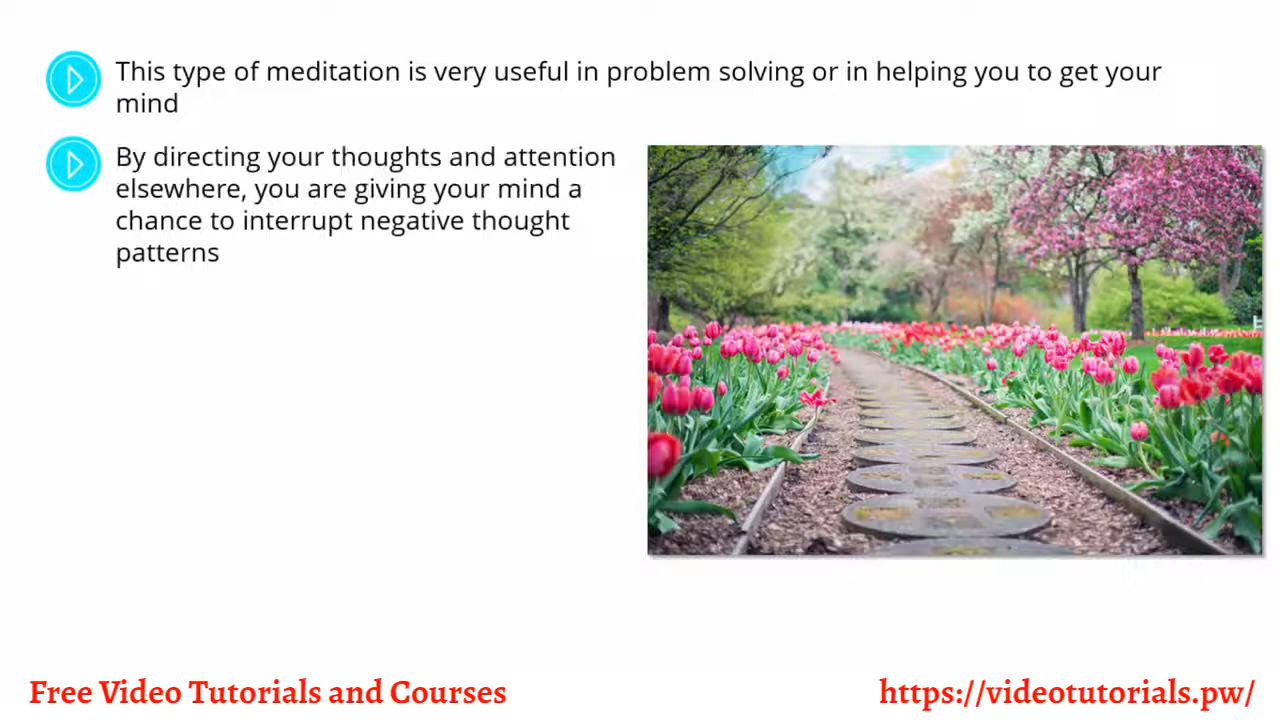 This type of meditation is very useful in problem solving or in helping you to get your
mind
By directing your thoughts and attention
elsewhere, you are giving your mind a
chance to interrupt negative thought
patterns
Free Video Tutorials and Courses
https://videotutorials.pw/